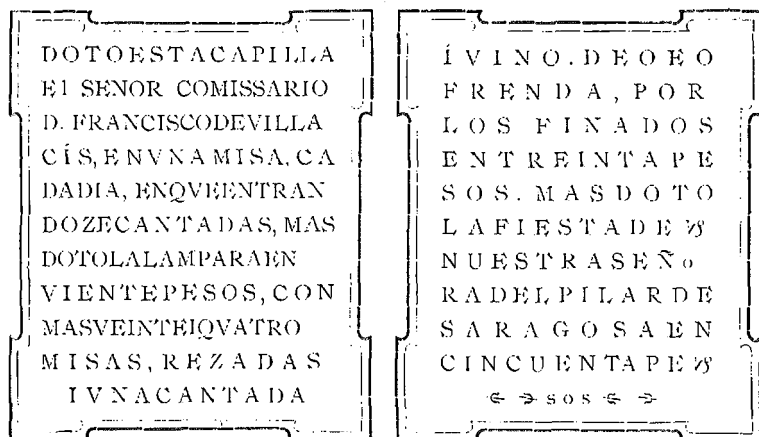 DOTOESTACAPILLA
El SENOR COMISSARIO
D. FRANCISCODEVILLA
CÍS, ENVNAMISA, CA
DADIA, ENQVEENTRAN
DOZECANTADAS, MAS
DOTOLALAMPARAEN
VIENTEPESOS, CON
MASVEINTEIQVATRO
MISAS, REZADAS
IVNACANTADA
ÍVINO. DEOEO
FRENDA, POR
LOS FINADOS
ENTREINTAPE
SOS. MASDOTO
LAFIESTADE
NUESTRASEÑo
RADELPILARDE
SARAGOSAEN
CINCUENTAPE
SOS